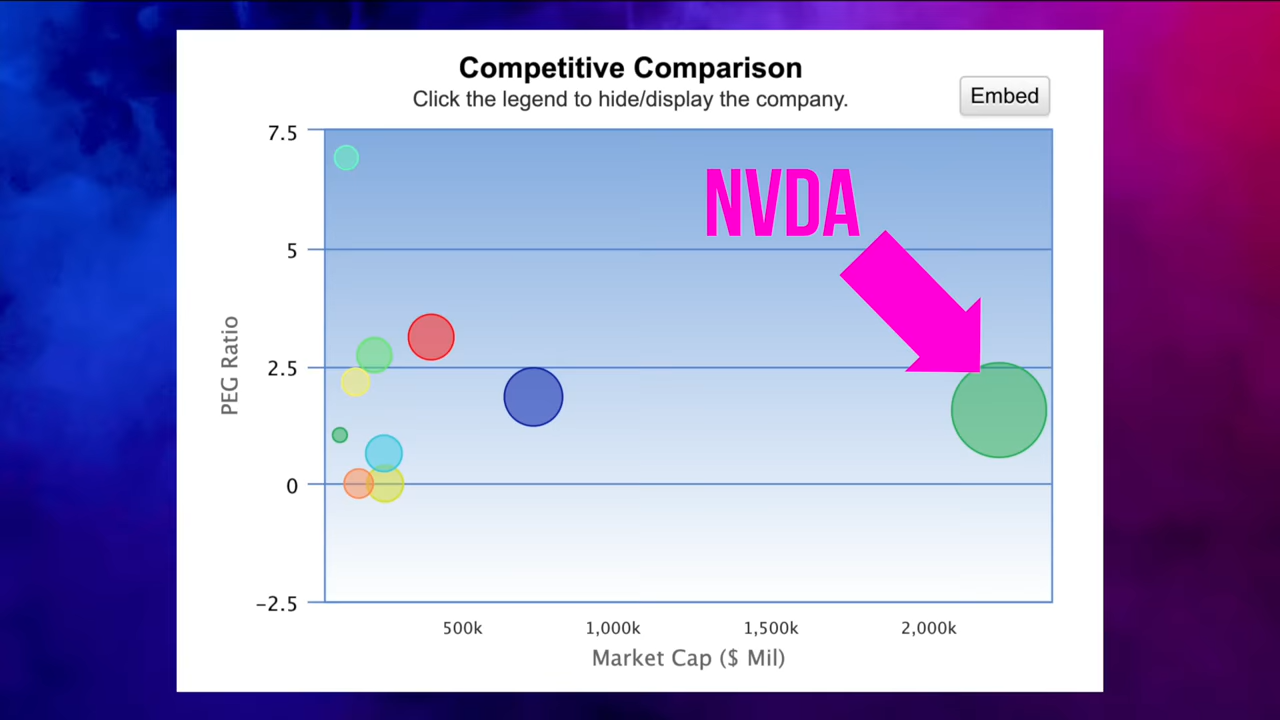 Competitive Comparison
Click the legend to hide/display the company.
Embed
7.5
5
2.5
0
−2.5
PEG Ratio
NVDA
500k
1,000k
1,500k
2,000k
Market Cap ($ Mil)